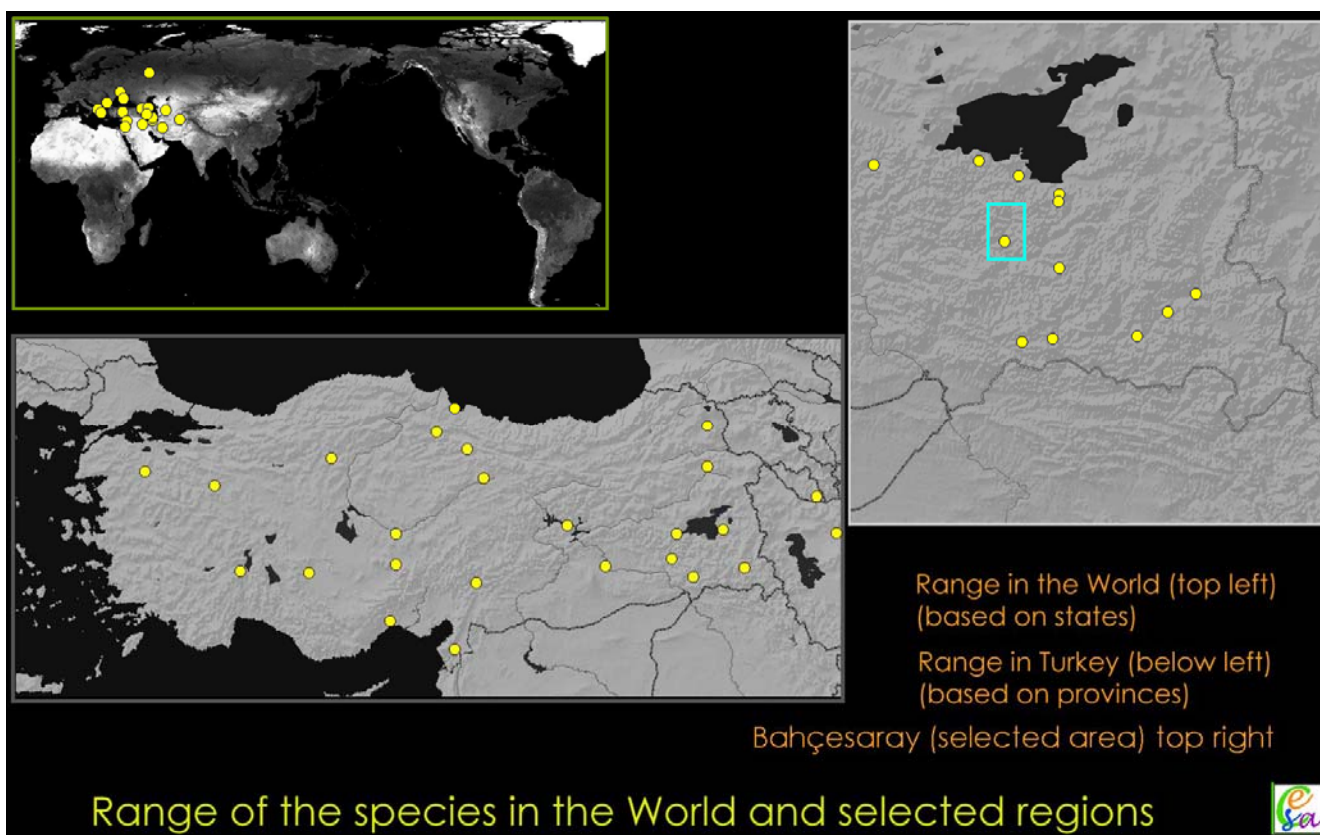 Range in the World (top left)
(based on states)
Range in Turkey (below left)
(based on provinces)
Bahçesaray (selected area) top right
Range of the species in the World and selected regions
esa